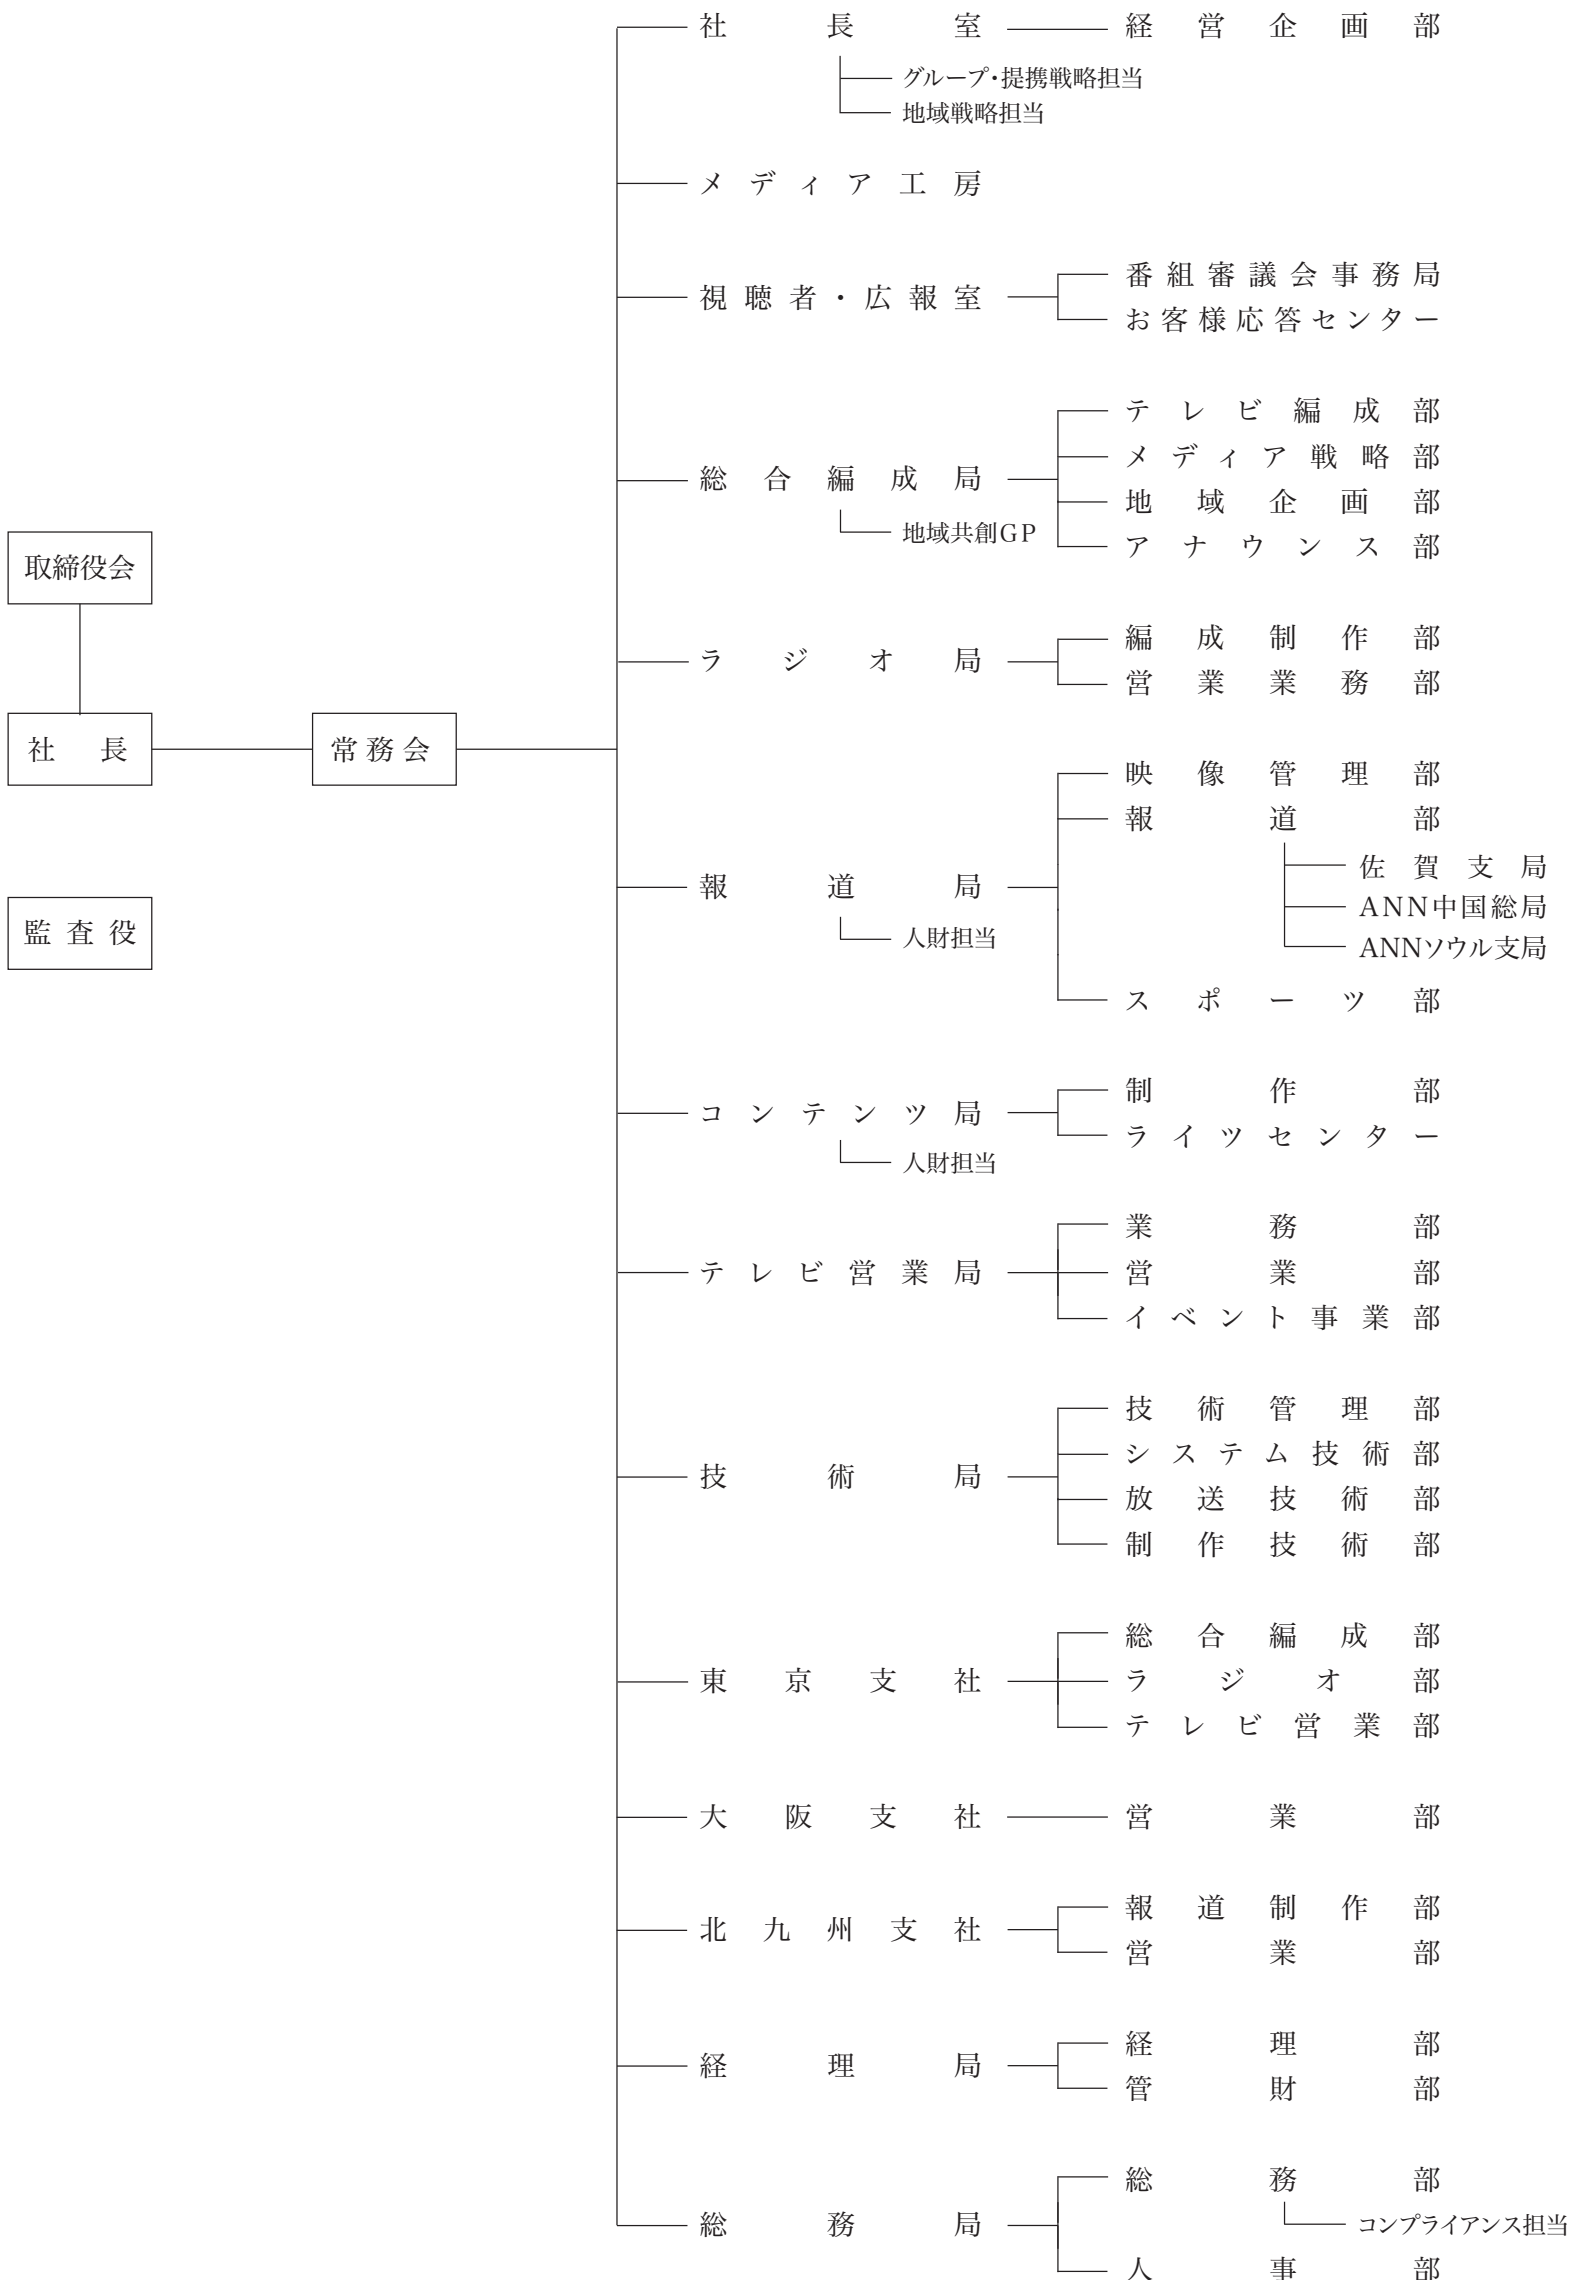 取締役会
社長
常務会
監査役
社長室
経営企画部
グループ・提携戦略担当
地域戦略担当
メディア工房
視聴者・広報室
番組審議会事務局
お客様応答センター
総合編成局
地域共創GP
テレビ編成部
メディア戦略部
地域企画部
アナウンス部
ラジオ局
編成制作部
営業業務部
報道局
人財担当
映像管理部
報道部
佐賀支局
ANN中国総局
ANNソウル支局
スポーツ部
コンテンツ局
人財担当
制作部
ライツセンター
テレビ営業局
業務部
営業部
イベント事業部
技術局
技術管理部
システム技術部
放送技術部
制作技術部
東京支社
総合編成部
ラジオ部
テレビ営業部
大阪支社
営業部
北九州支社
報道制作部
営業部
経理局
経理部
管財部
総務局
総務部
コンプライアンス担当
人事部